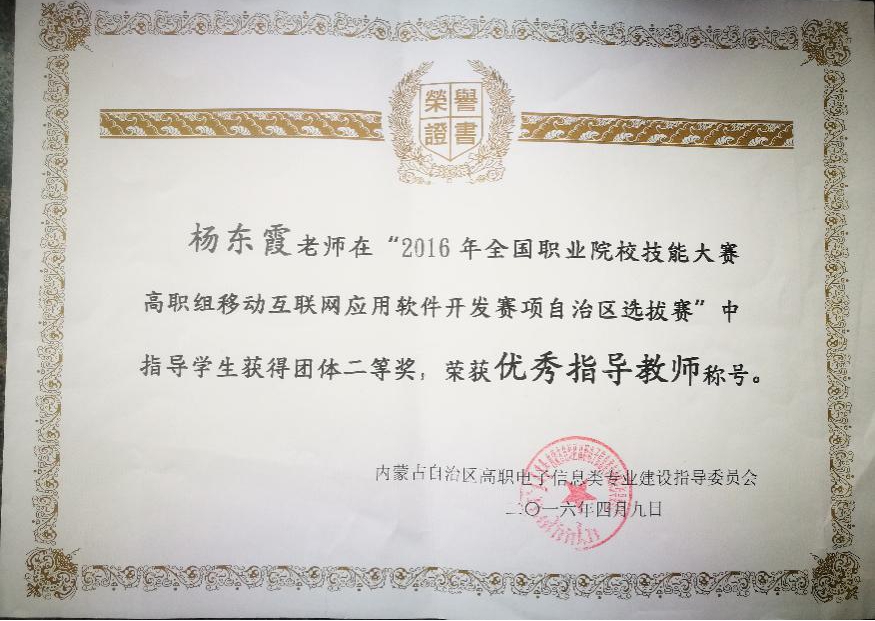 榮譽
證書
杨东霞老师在“2016年全国职业院校技能大赛
高职组移动互联网应用软件开发赛项自治区选拔赛”中
指导学生获得团体二等奖，荣获优秀指导教师称号。
内蒙古自治区高职电子信息类专业建设指导委员会
二〇一六年四月九日